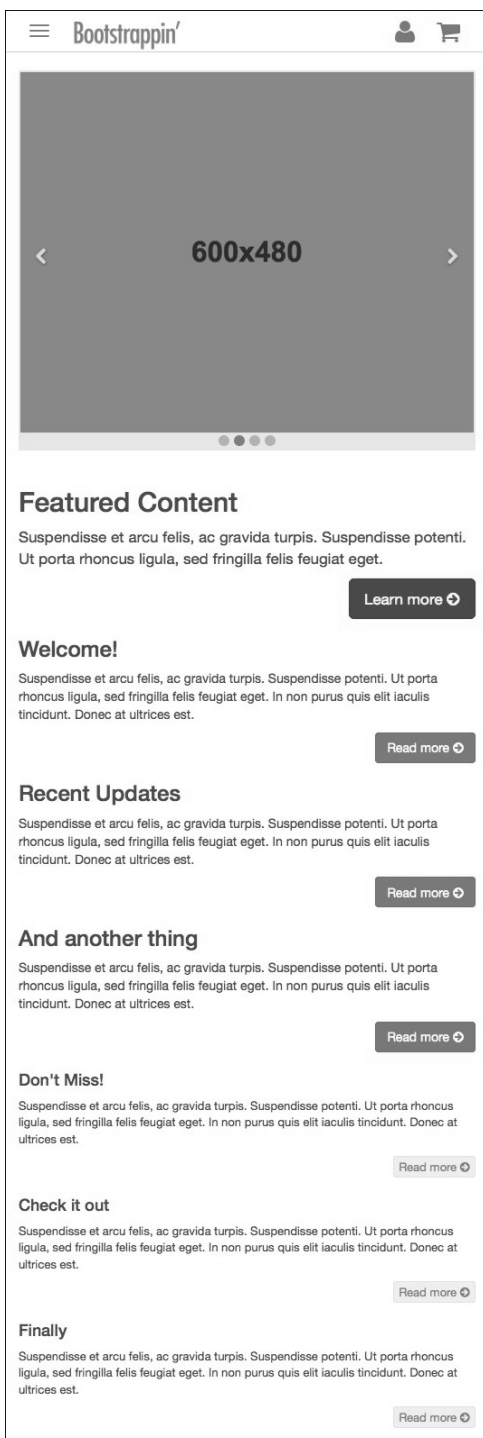 Bootstrappin'
600x480
Featured Content
Suspendisse et arcu felis, ac gravida turpis. Suspendisse potenti.
Ut porta rhoncus ligula, sed fringilla felis feugiat eget.
Learn more
Welcome!
Suspendisse et arcu felis, ac gravida turpis. Suspendisse potenti. Ut porta
rhoncus ligula, sed fringilla felis feugiat eget. In non purus quis elit iaculis
tincidunt. Donec at ultrices est.
Read more
Recent Updates
Suspendisse et arcu felis, ac gravida turpis. Suspendisse potenti. Ut porta
rhoncus ligula, sed fringilla felis feugiat eget. In non purus quis elit iaculis
tincidunt. Donec at ultrices est.
Read more
And another thing
Suspendisse et arcu felis, ac gravida turpis. Suspendisse potenti. Ut porta
rhoncus ligula, sed fringilla felis feugiat eget. In non purus quis elit iaculis
tincidunt. Donec at ultrices est.
Read more
Don't Miss!
Suspendisse et arcu felis, ac gravida turpis. Suspendisse potenti. Ut porta rhoncus
ligula, sed fringilla felis feugiat eget. In non purus quis elit iaculis tincidunt. Donec at
ultrices est.
Read more
Check it out
Suspendisse et arcu felis, ac gravida turpis. Suspendisse potenti. Ut porta rhoncus
ligula, sed fringilla felis feugiat eget. In non purus quis elit iaculis tincidunt. Donec at
ultrices est.
Read more
Finally
Suspendisse et arcu felis, ac gravida turpis. Suspendisse potenti. Ut porta rhoncus
ligula, sed fringilla felis feugiat eget. In non purus quis elit iaculis tincidunt. Donec at
ultrices est.
Read more